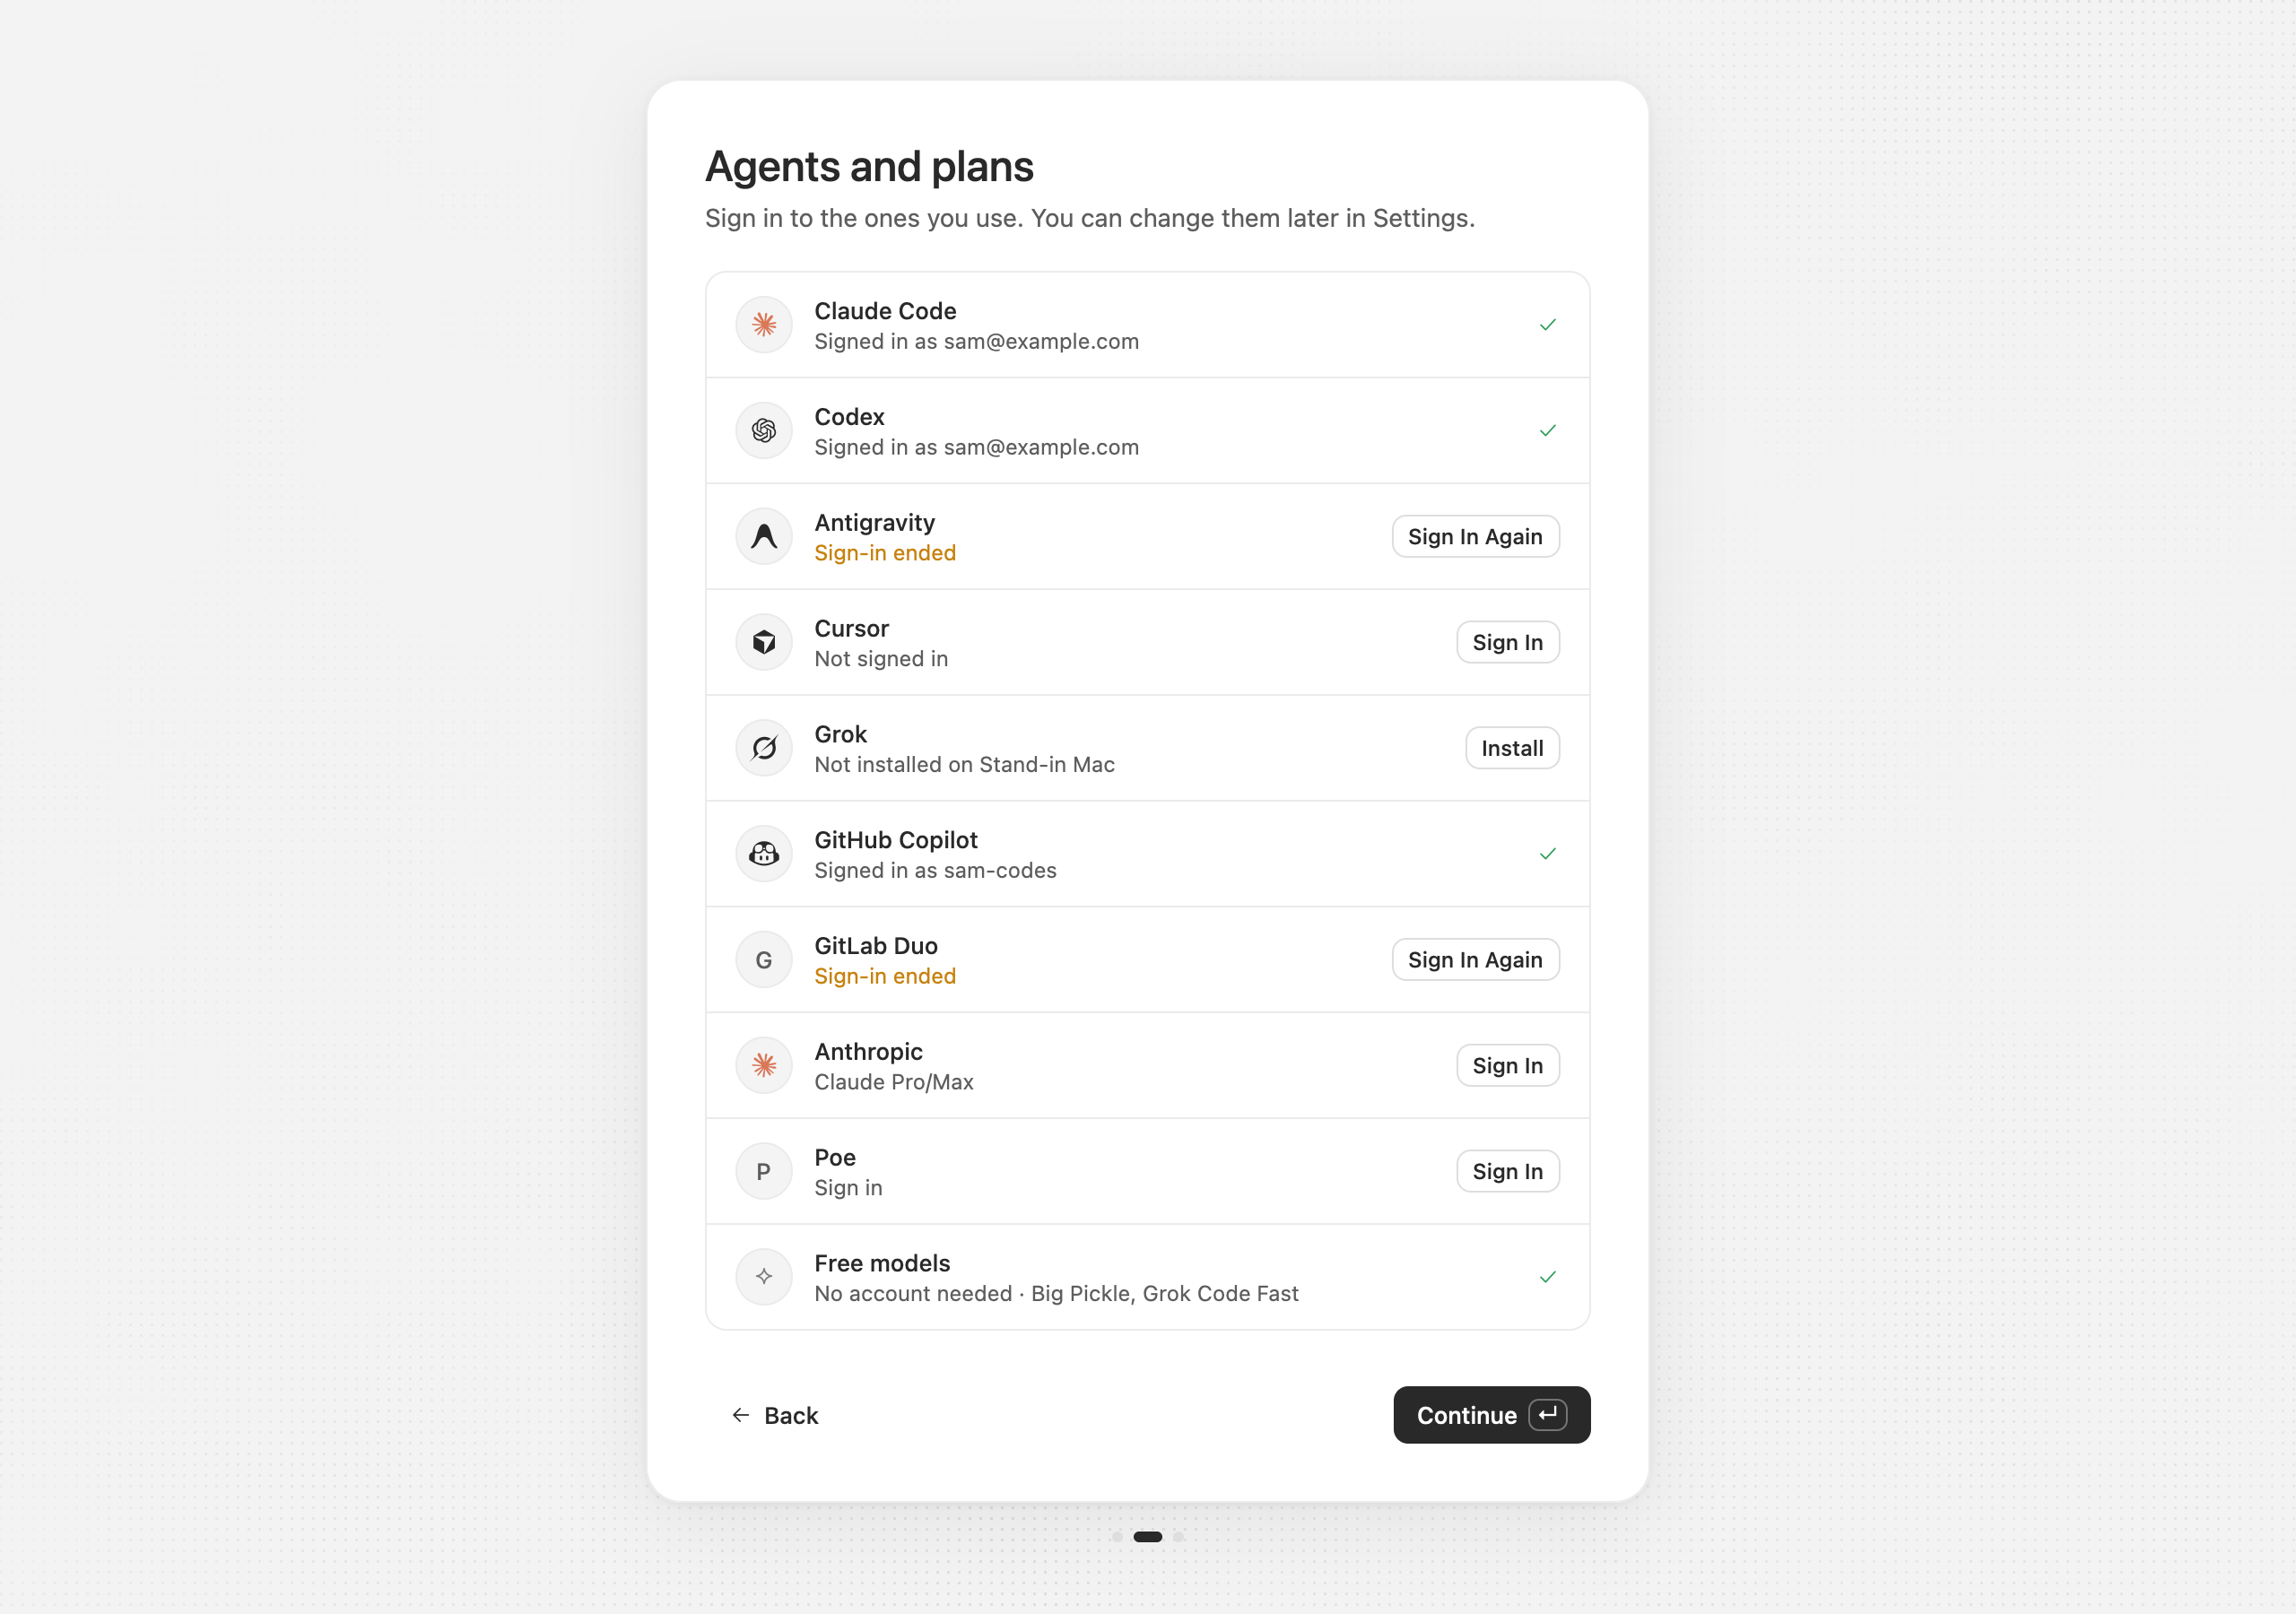 Agents and plans
Sign in to the ones you use. You can change them later in Settings.
Claude Code
Signed in as sam@example.com
Codex
Signed in as sam@example.com
Antigravity
Sign-in ended
Sign In Again
Cursor
Not signed in
Sign In
Grok
Not installed on Stand-in Mac
Install
GitHub Copilot
Signed in as sam-codes
G
GitLab Duo
Sign-in ended
Sign In Again
Anthropic
Claude Pro/Max
Sign In
P
Poe
Sign in
Sign In
Free models
No account needed · Big Pickle, Grok Code Fast
Back
Continue